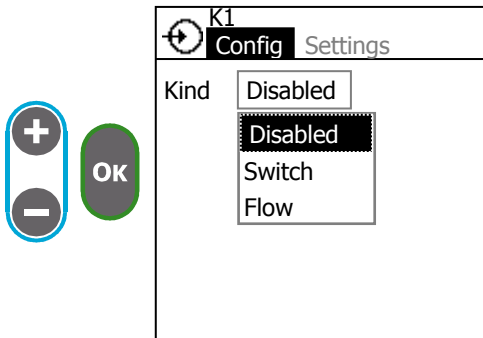 K1
Config Settings
Kind Disabled
Disabled
Switch
Flow
+
OK
−